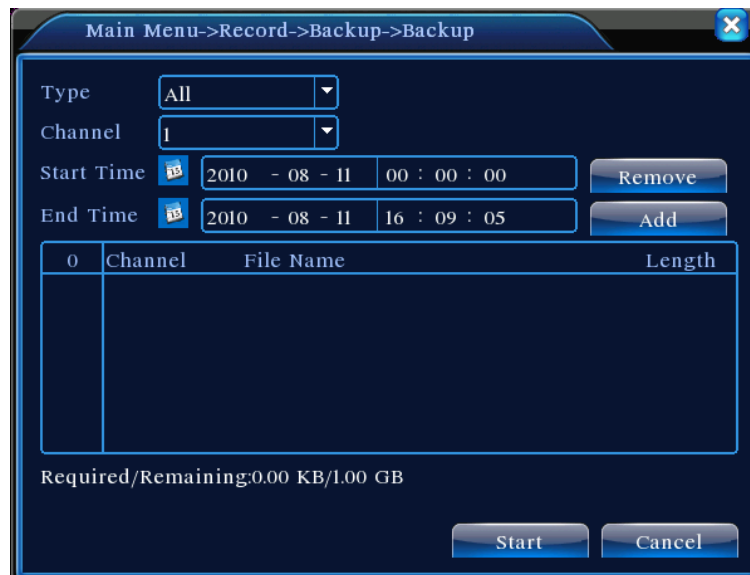 Main Menu->Record->Backup->Backup
Type All
Channel 1
Start Time 2010 - 08 - 11 00 : 00 : 00 Remove
End Time 2010 - 08 - 11 16 : 09 : 05 Add
0 Channel File Name Length
Required/Remaining:0.00 KB/1.00 GB
Start Cancel